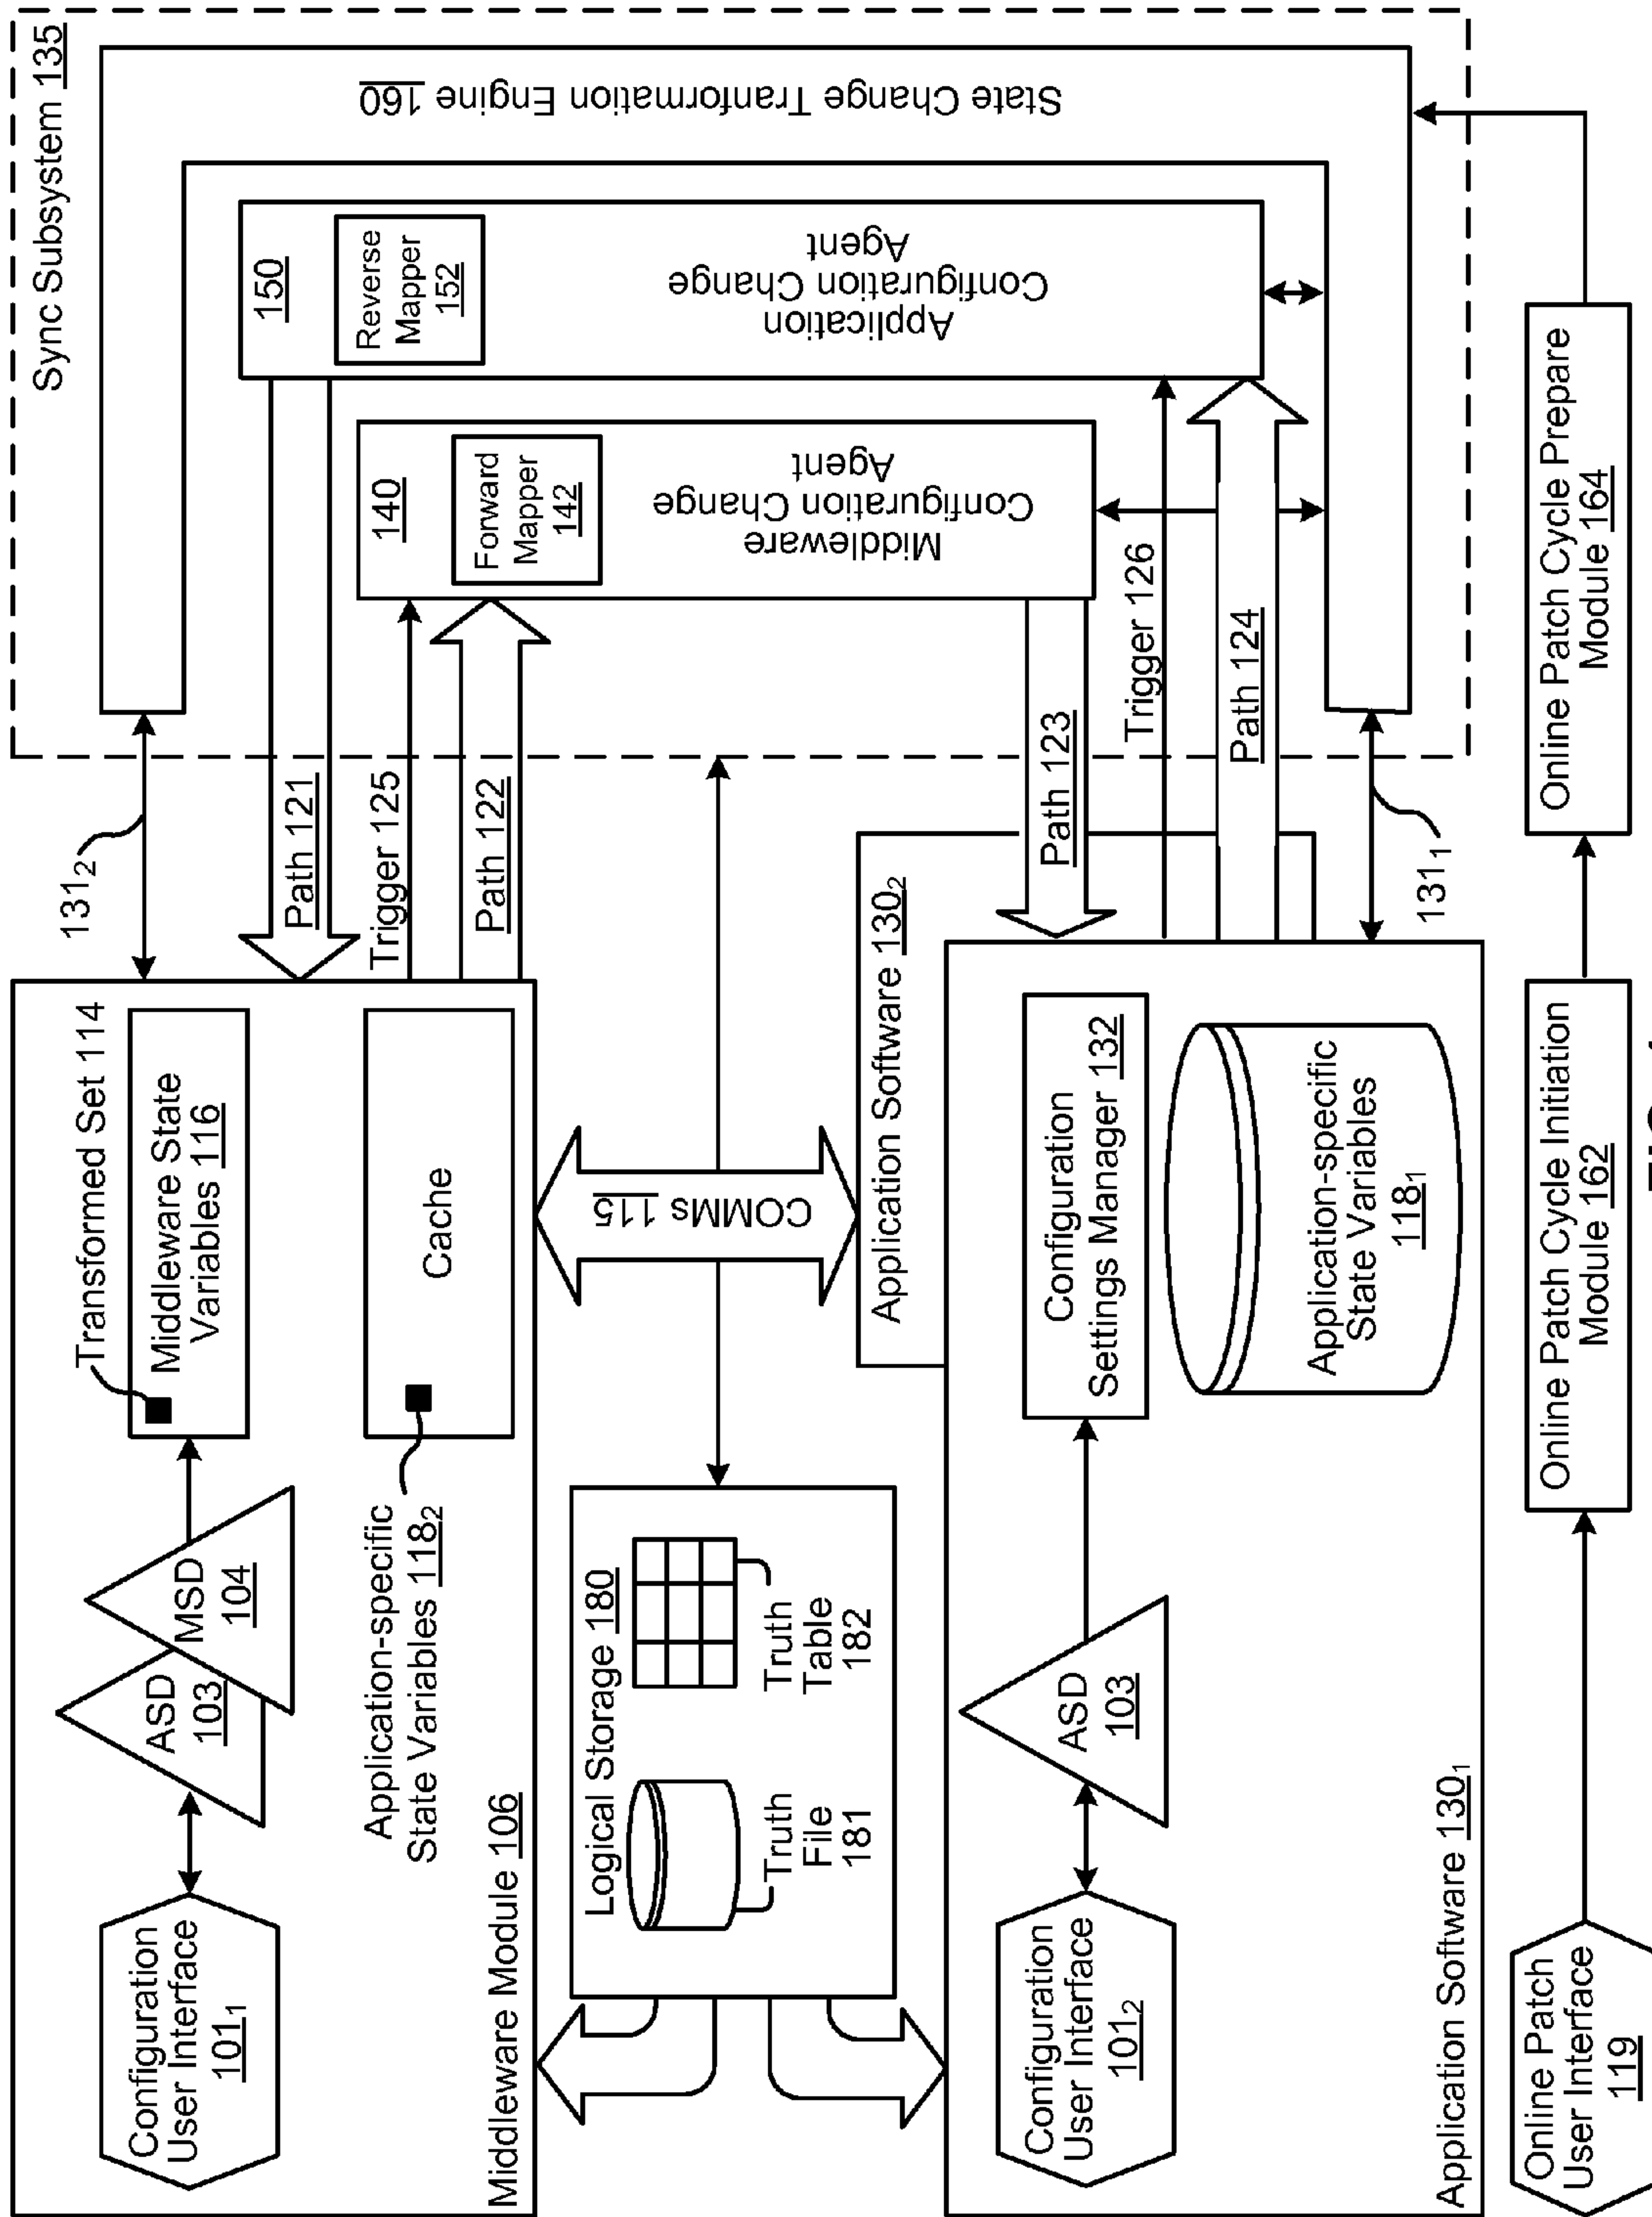 Configuration
User Interface
101₁
ASD
103
MSD
104
Transformed Set 114
Middleware State
Variables 116
Application-specific
State Variables 118₂
Cache
Middleware Module 106
131₂
Path 121
Trigger 125
Path 122
Sync Subsystem 135
State Change Tranformation Engine 160
150
Reverse
Mapper
152
Application
Configuration Change
Agent
140
Forward
Mapper
142
Middleware
Configuration Change
Agent
Logical Storage 180
Truth
File
181
Truth
Table
182
COMMs 115
Application Software 130₂
Path 123
Trigger 126
Path 124
131₁
Configuration
User Interface
101₂
ASD
103
Configuration
Settings Manager 132
Application-specific
State Variables
118₁
Application Software 130₁
Online Patch
User Interface
119
Online Patch Cycle Initiation
Module 162
Online Patch Cycle Prepare
Module 164